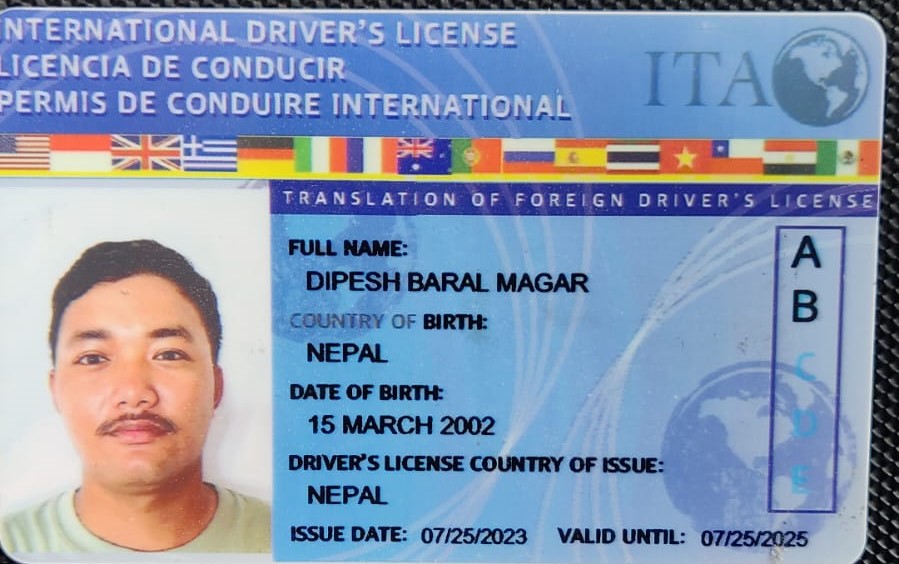 INTERNATIONAL DRIVER'S LICENSE
LICENCIA DE CONDUCIR
PERMIS DE CONDUIRE INTERNATIONAL
ITA
TRANSLATION OF FOREIGN DRIVER'S LICENSE
FULL NAME:
DIPESH BARAL MAGAR
COUNTRY OF BIRTH:
NEPAL
DATE OF BIRTH:
15 MARCH 2002
DRIVER'S LICENSE COUNTRY OF ISSUE:
NEPAL
ISSUE DATE: 07/25/2023 VALID UNTIL: 07/25/2025
A
B
C
D
E